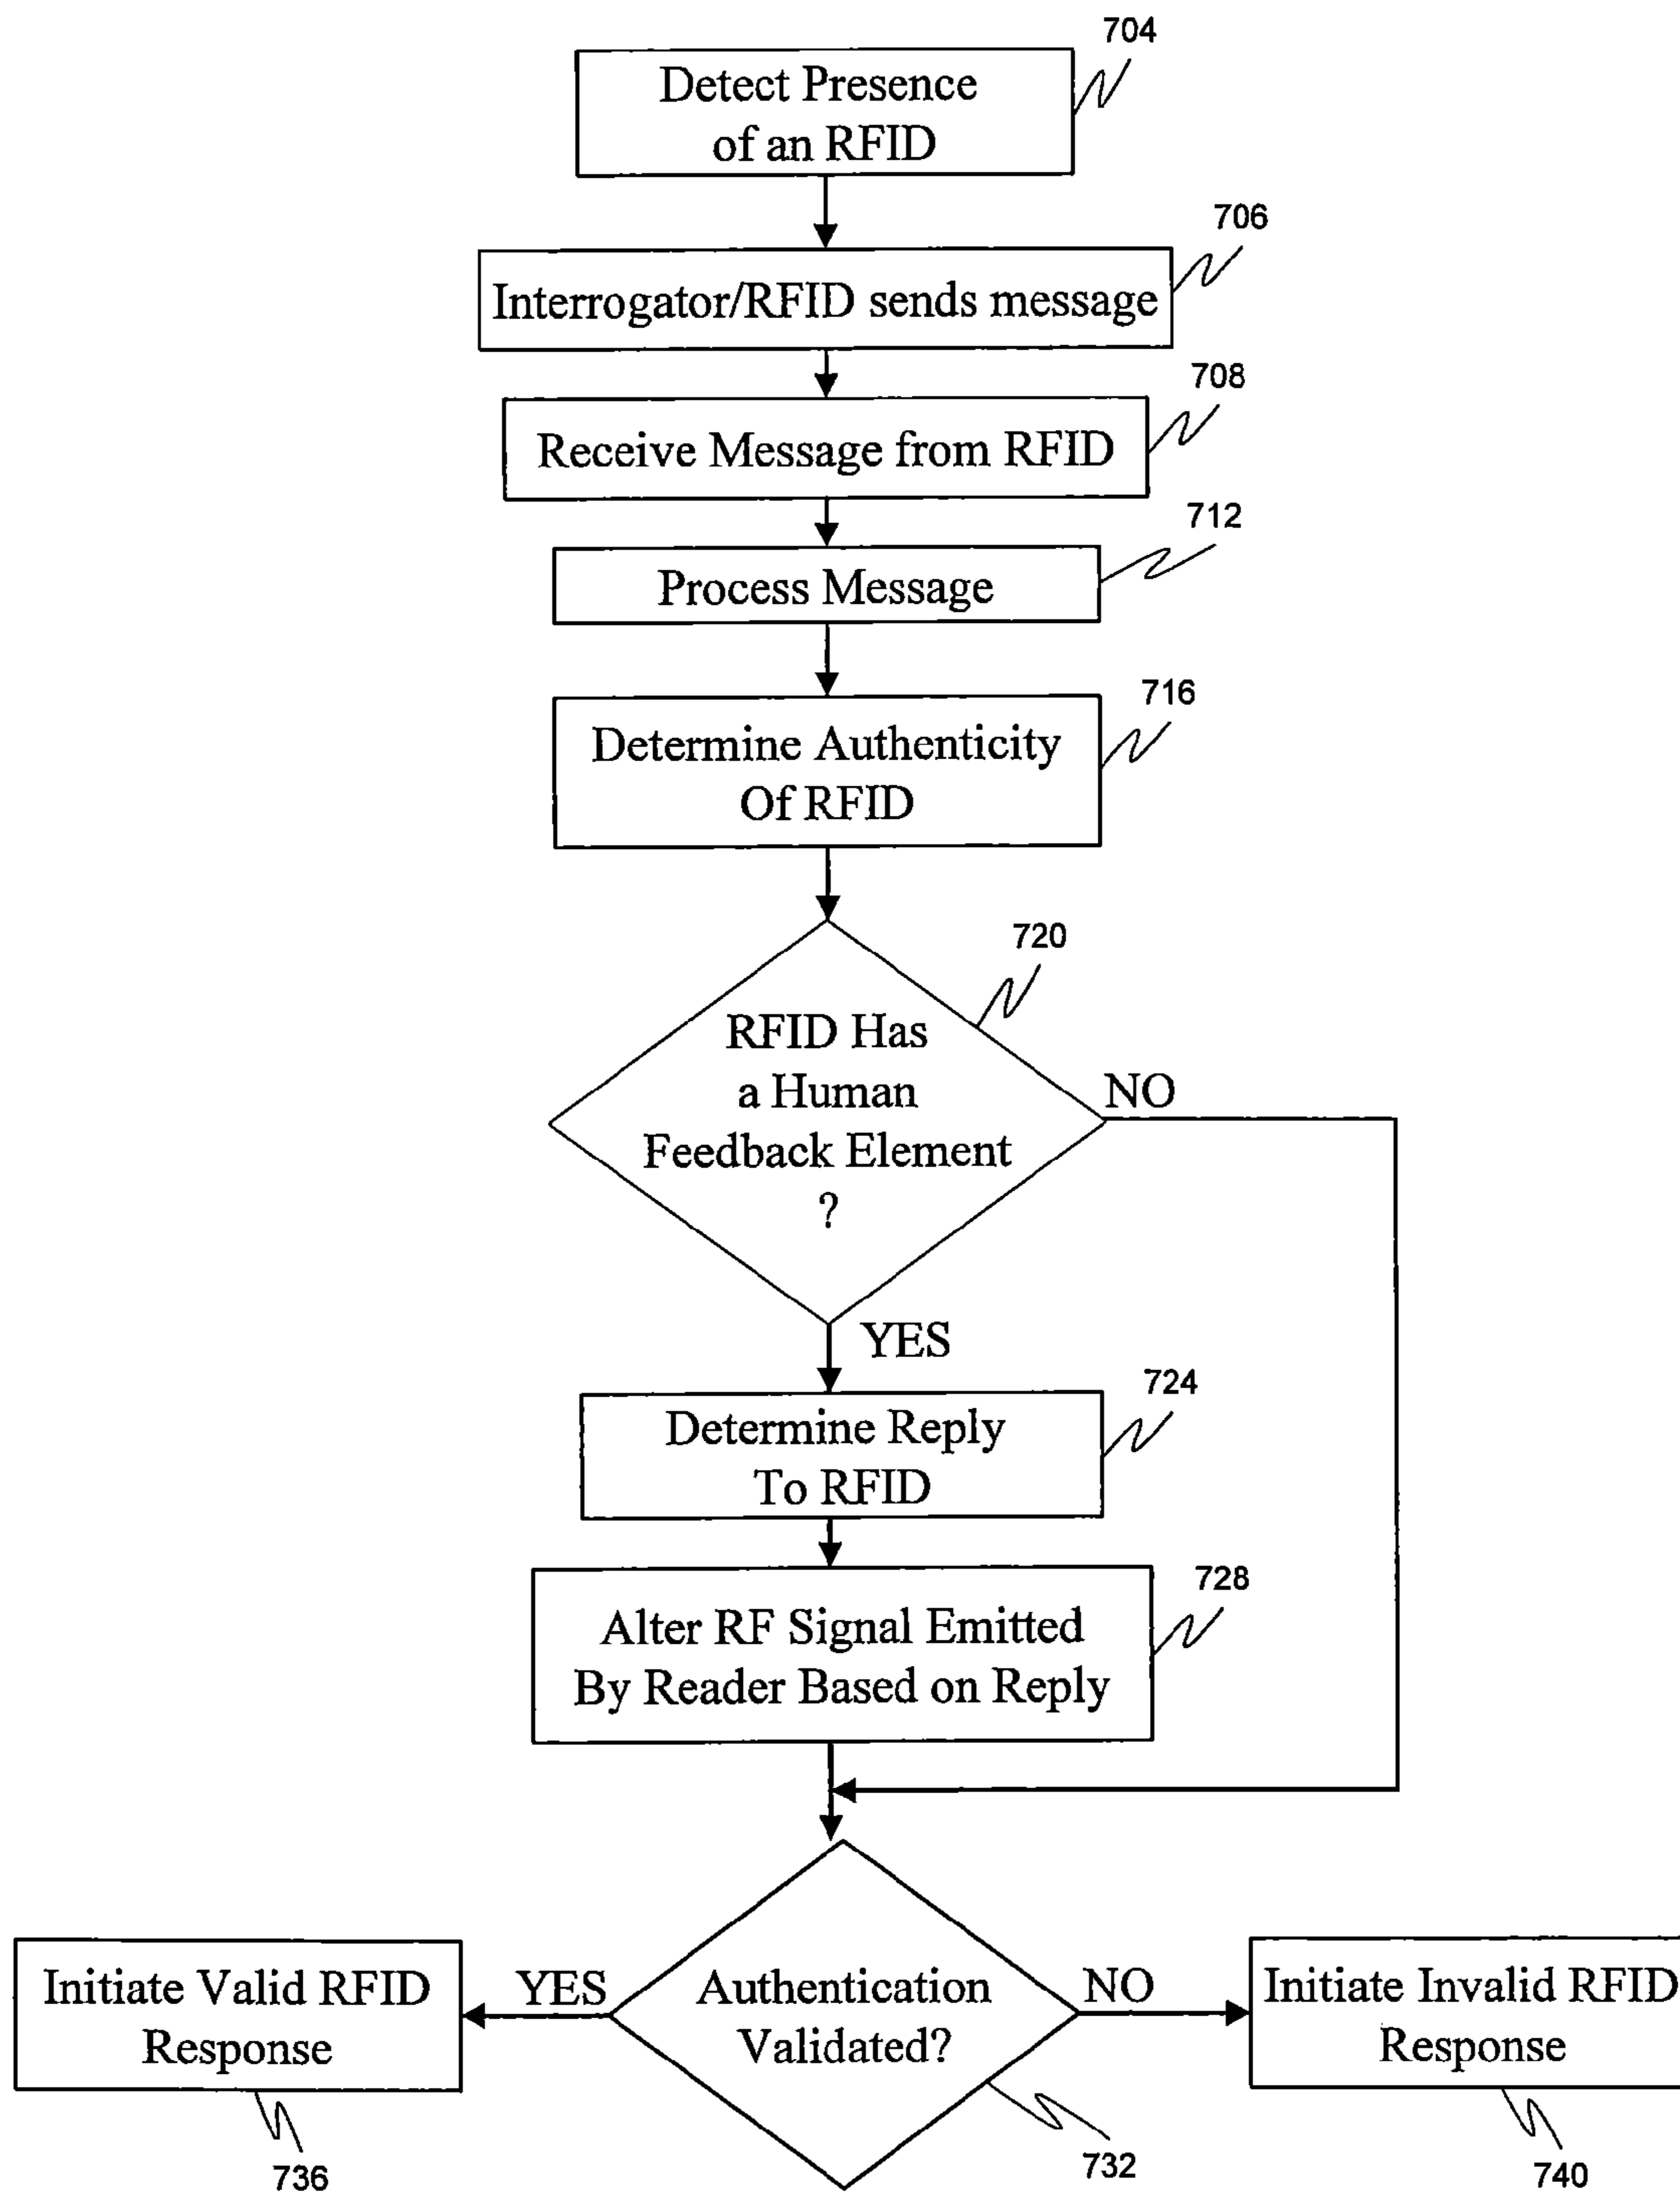 704
Detect Presence
of an RFID
706
Interrogator/RFID sends message
708
Receive Message from RFID
712
Process Message
716
Determine Authenticity
Of RFID
720
RFID Has
a Human
Feedback Element
?
NO
YES
724
Determine Reply
To RFID
728
Alter RF Signal Emitted
By Reader Based on Reply
Initiate Valid RFID
Response
YES
Authentication
Validated?
NO
Initiate Invalid RFID
Response
736
732
740